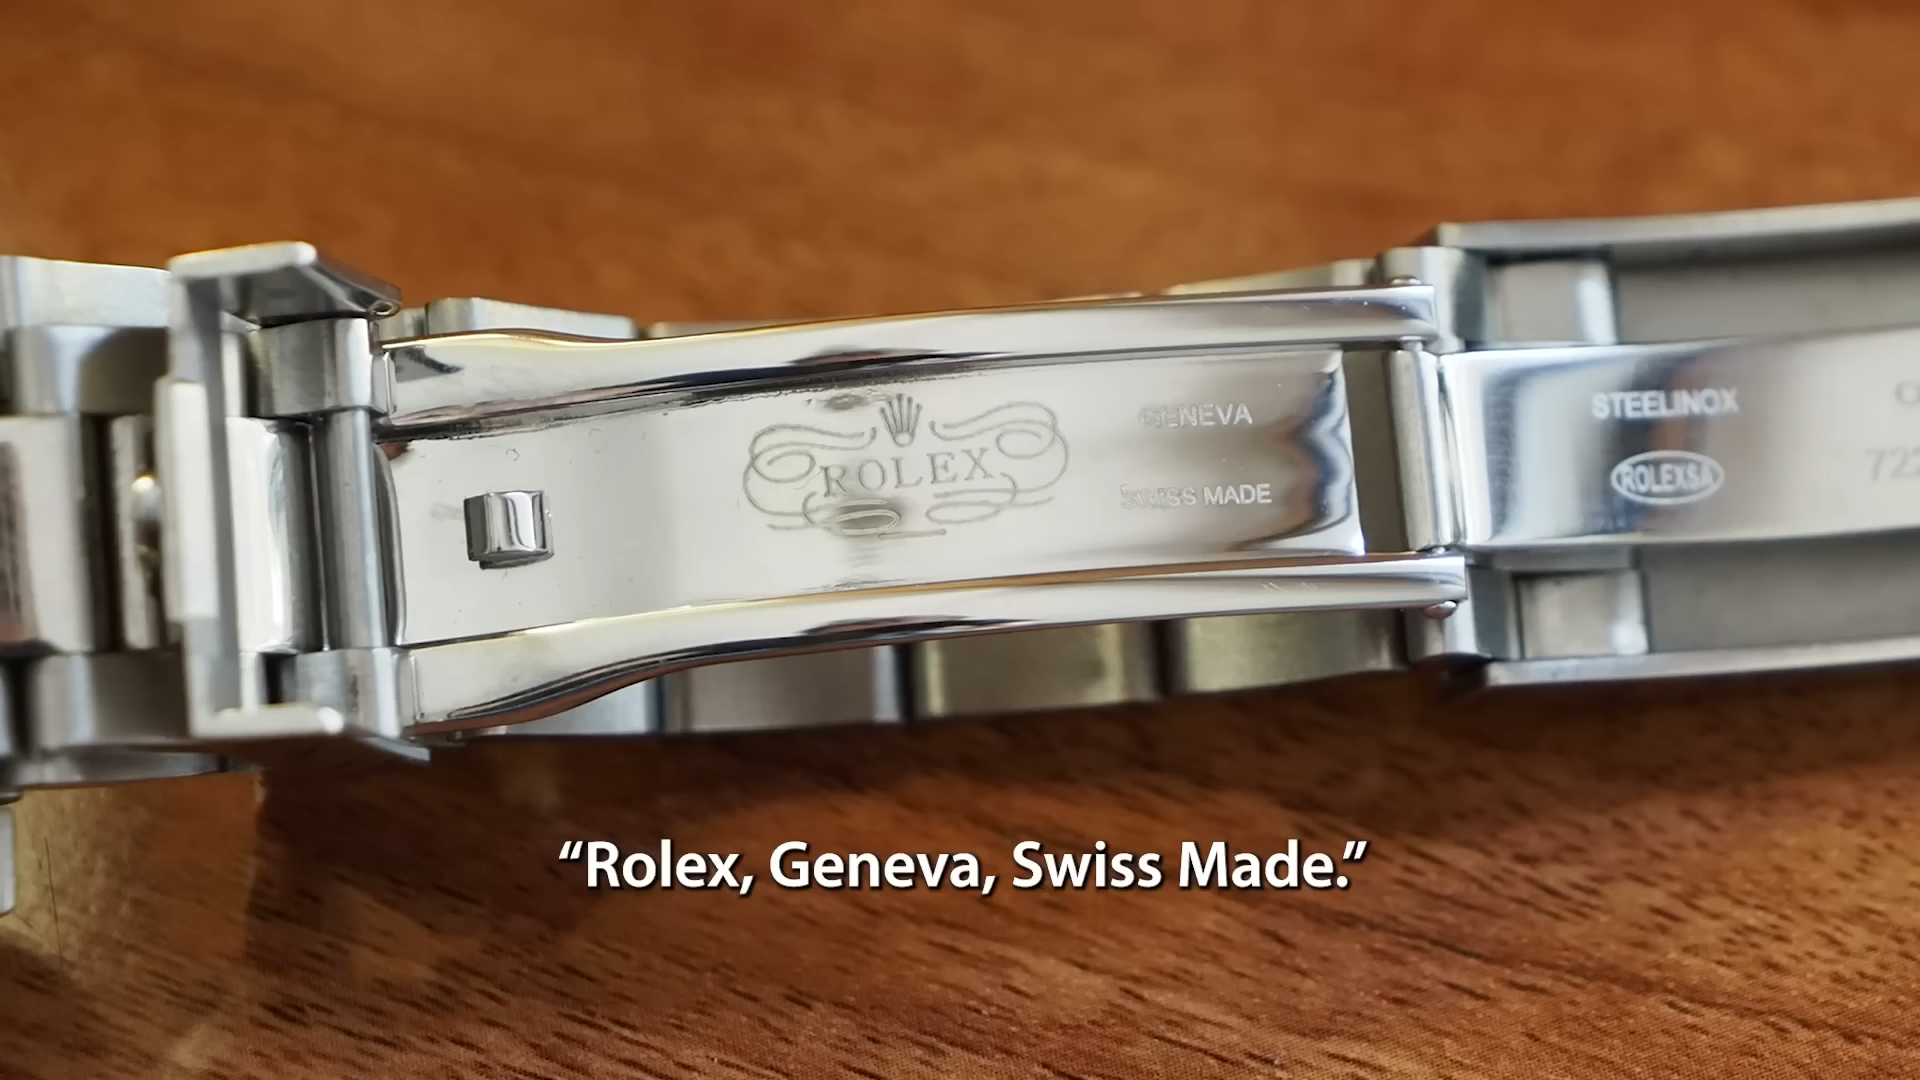 ROLEX
GENEVA
SWISS MADE
STEELINOX
ROLEXSA
“Rolex, Geneva, Swiss Made.”